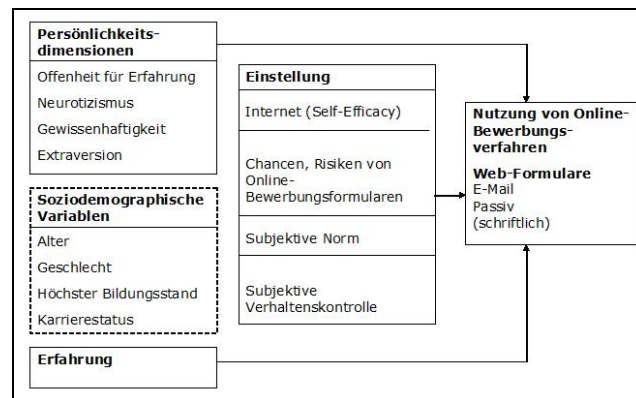 Persönlichkeits-
dimensionen
Offenheit für Erfahrung
Neurotizismus
Gewissenhaftigkeit
Extraversion
Soziodemographische
Variablen
Alter
Geschlecht
Höchster Bildungsstand
Karrierestatus
Erfahrung
Einstellung
Internet (Self-Efficacy)
Chancen, Risiken von
Online-
Bewerbungsformularen
Subjektive Norm
Subjektive
Verhaltenskontrolle
Nutzung von Online-
Bewerbungs-
verfahren
Web-Formulare
E-Mail
Passiv
(schriftlich)